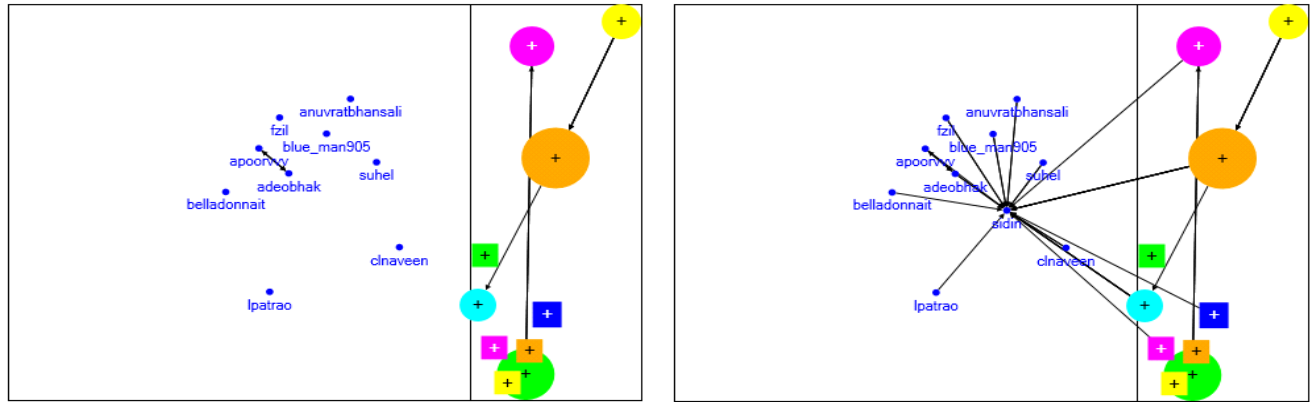 +
+
anuvratbhansali
fzil
blue_man905
+
apoorvvy
suhel
adeobhak
belladonnait
clnaveen
+
lpatrao
+
+
+
+
+
+
+
+
anuvratbhansali
fzil
blue_man905
+
apoorvvy
suhel
adeobhak
belladonnait
sidin
clnaveen
+
lpatrao
+
+
+
+
+
+